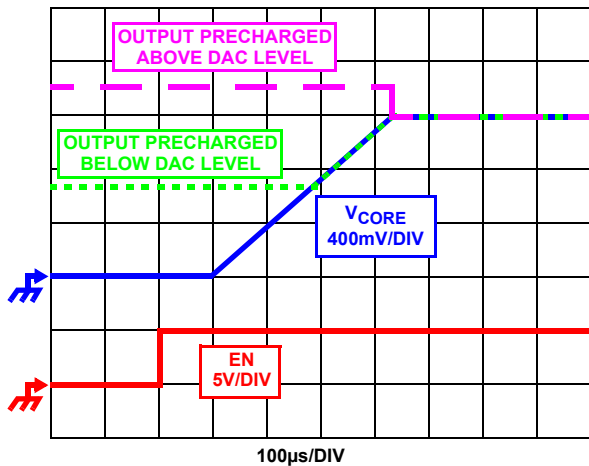 OUTPUT PRECHARGED
ABOVE DAC LEVEL
OUTPUT PRECHARGED
BELOW DAC LEVEL
VCORE
400mV/DIV
EN
5V/DIV
100µs/DIV